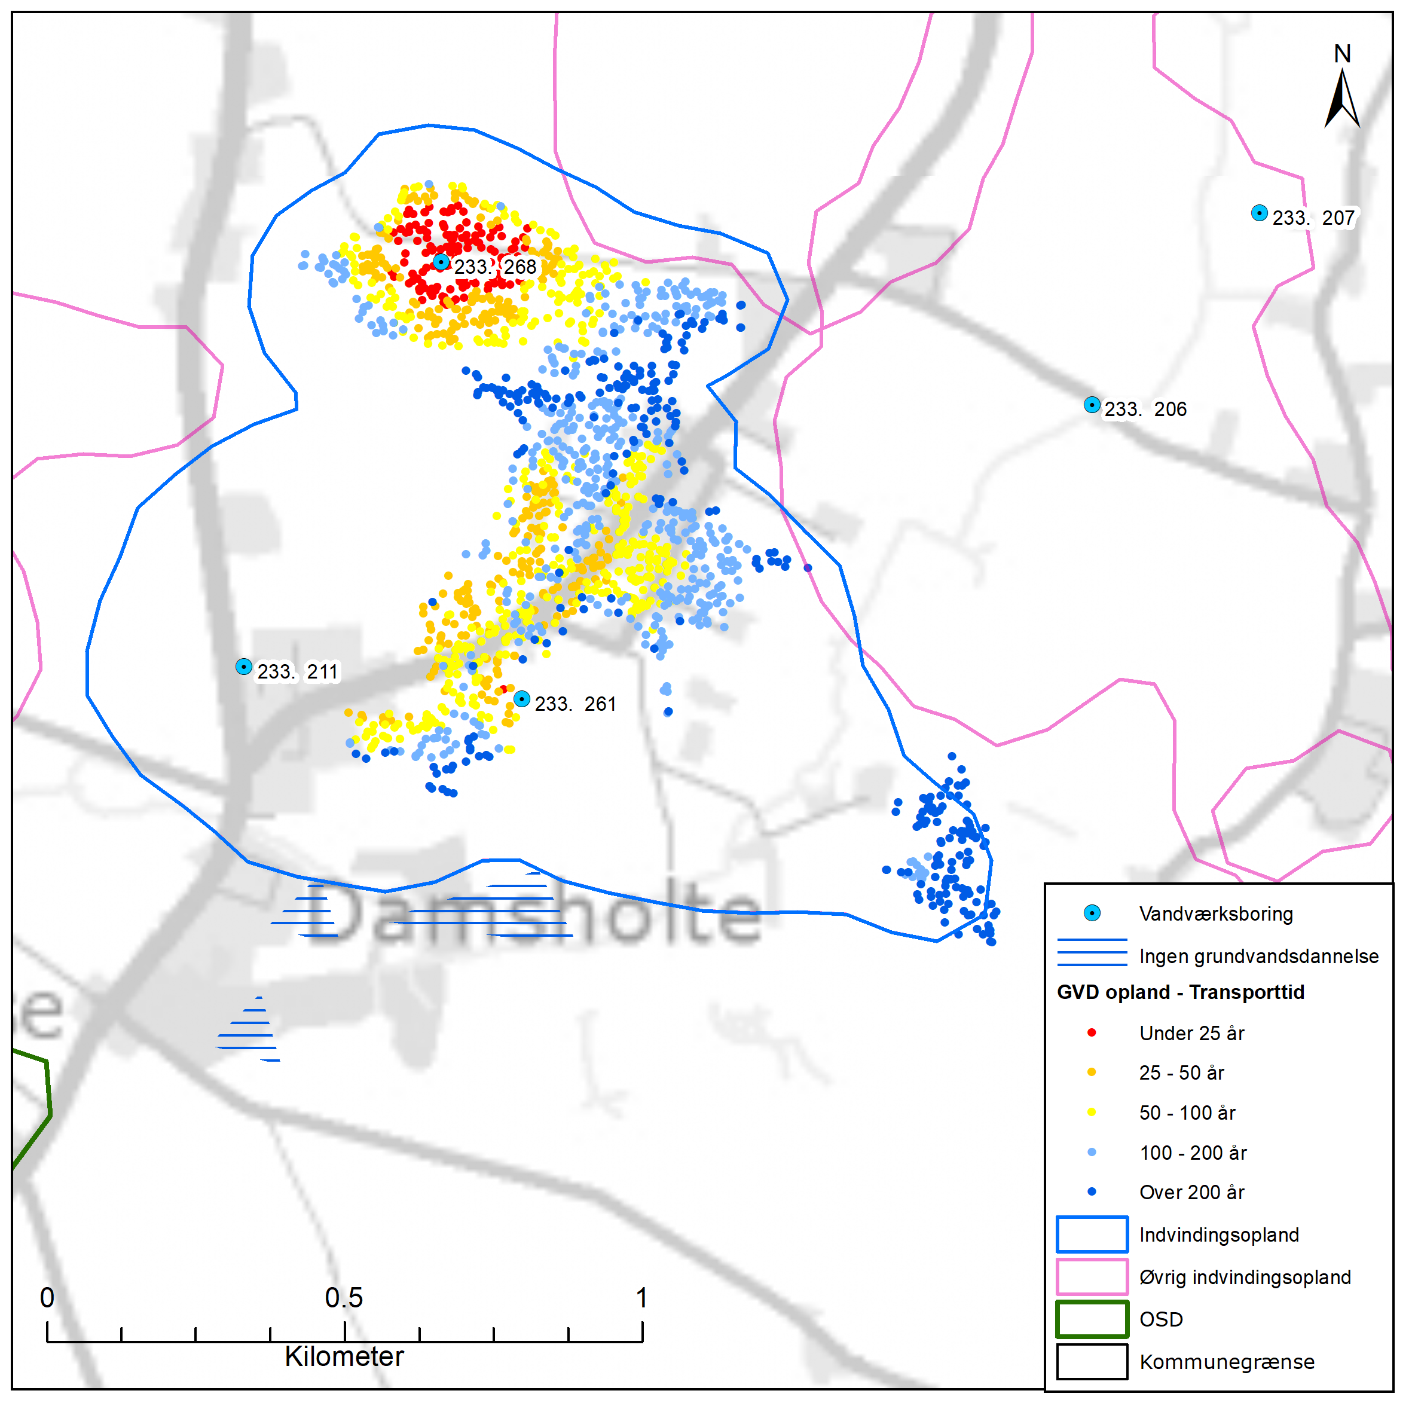 N
233. 207
233. 268
233. 206
233. 211
233. 261
Damsholte
se
Vandværksboring
Ingen grundvandsdannelse
GVD opland - Transporttid
Under 25 år
25 - 50 år
50 - 100 år
100 - 200 år
Over 200 år
Indvindingsopland
Øvrig indvindingsopland
OSD
Kommunegrænse
0 0.5 1
Kilometer